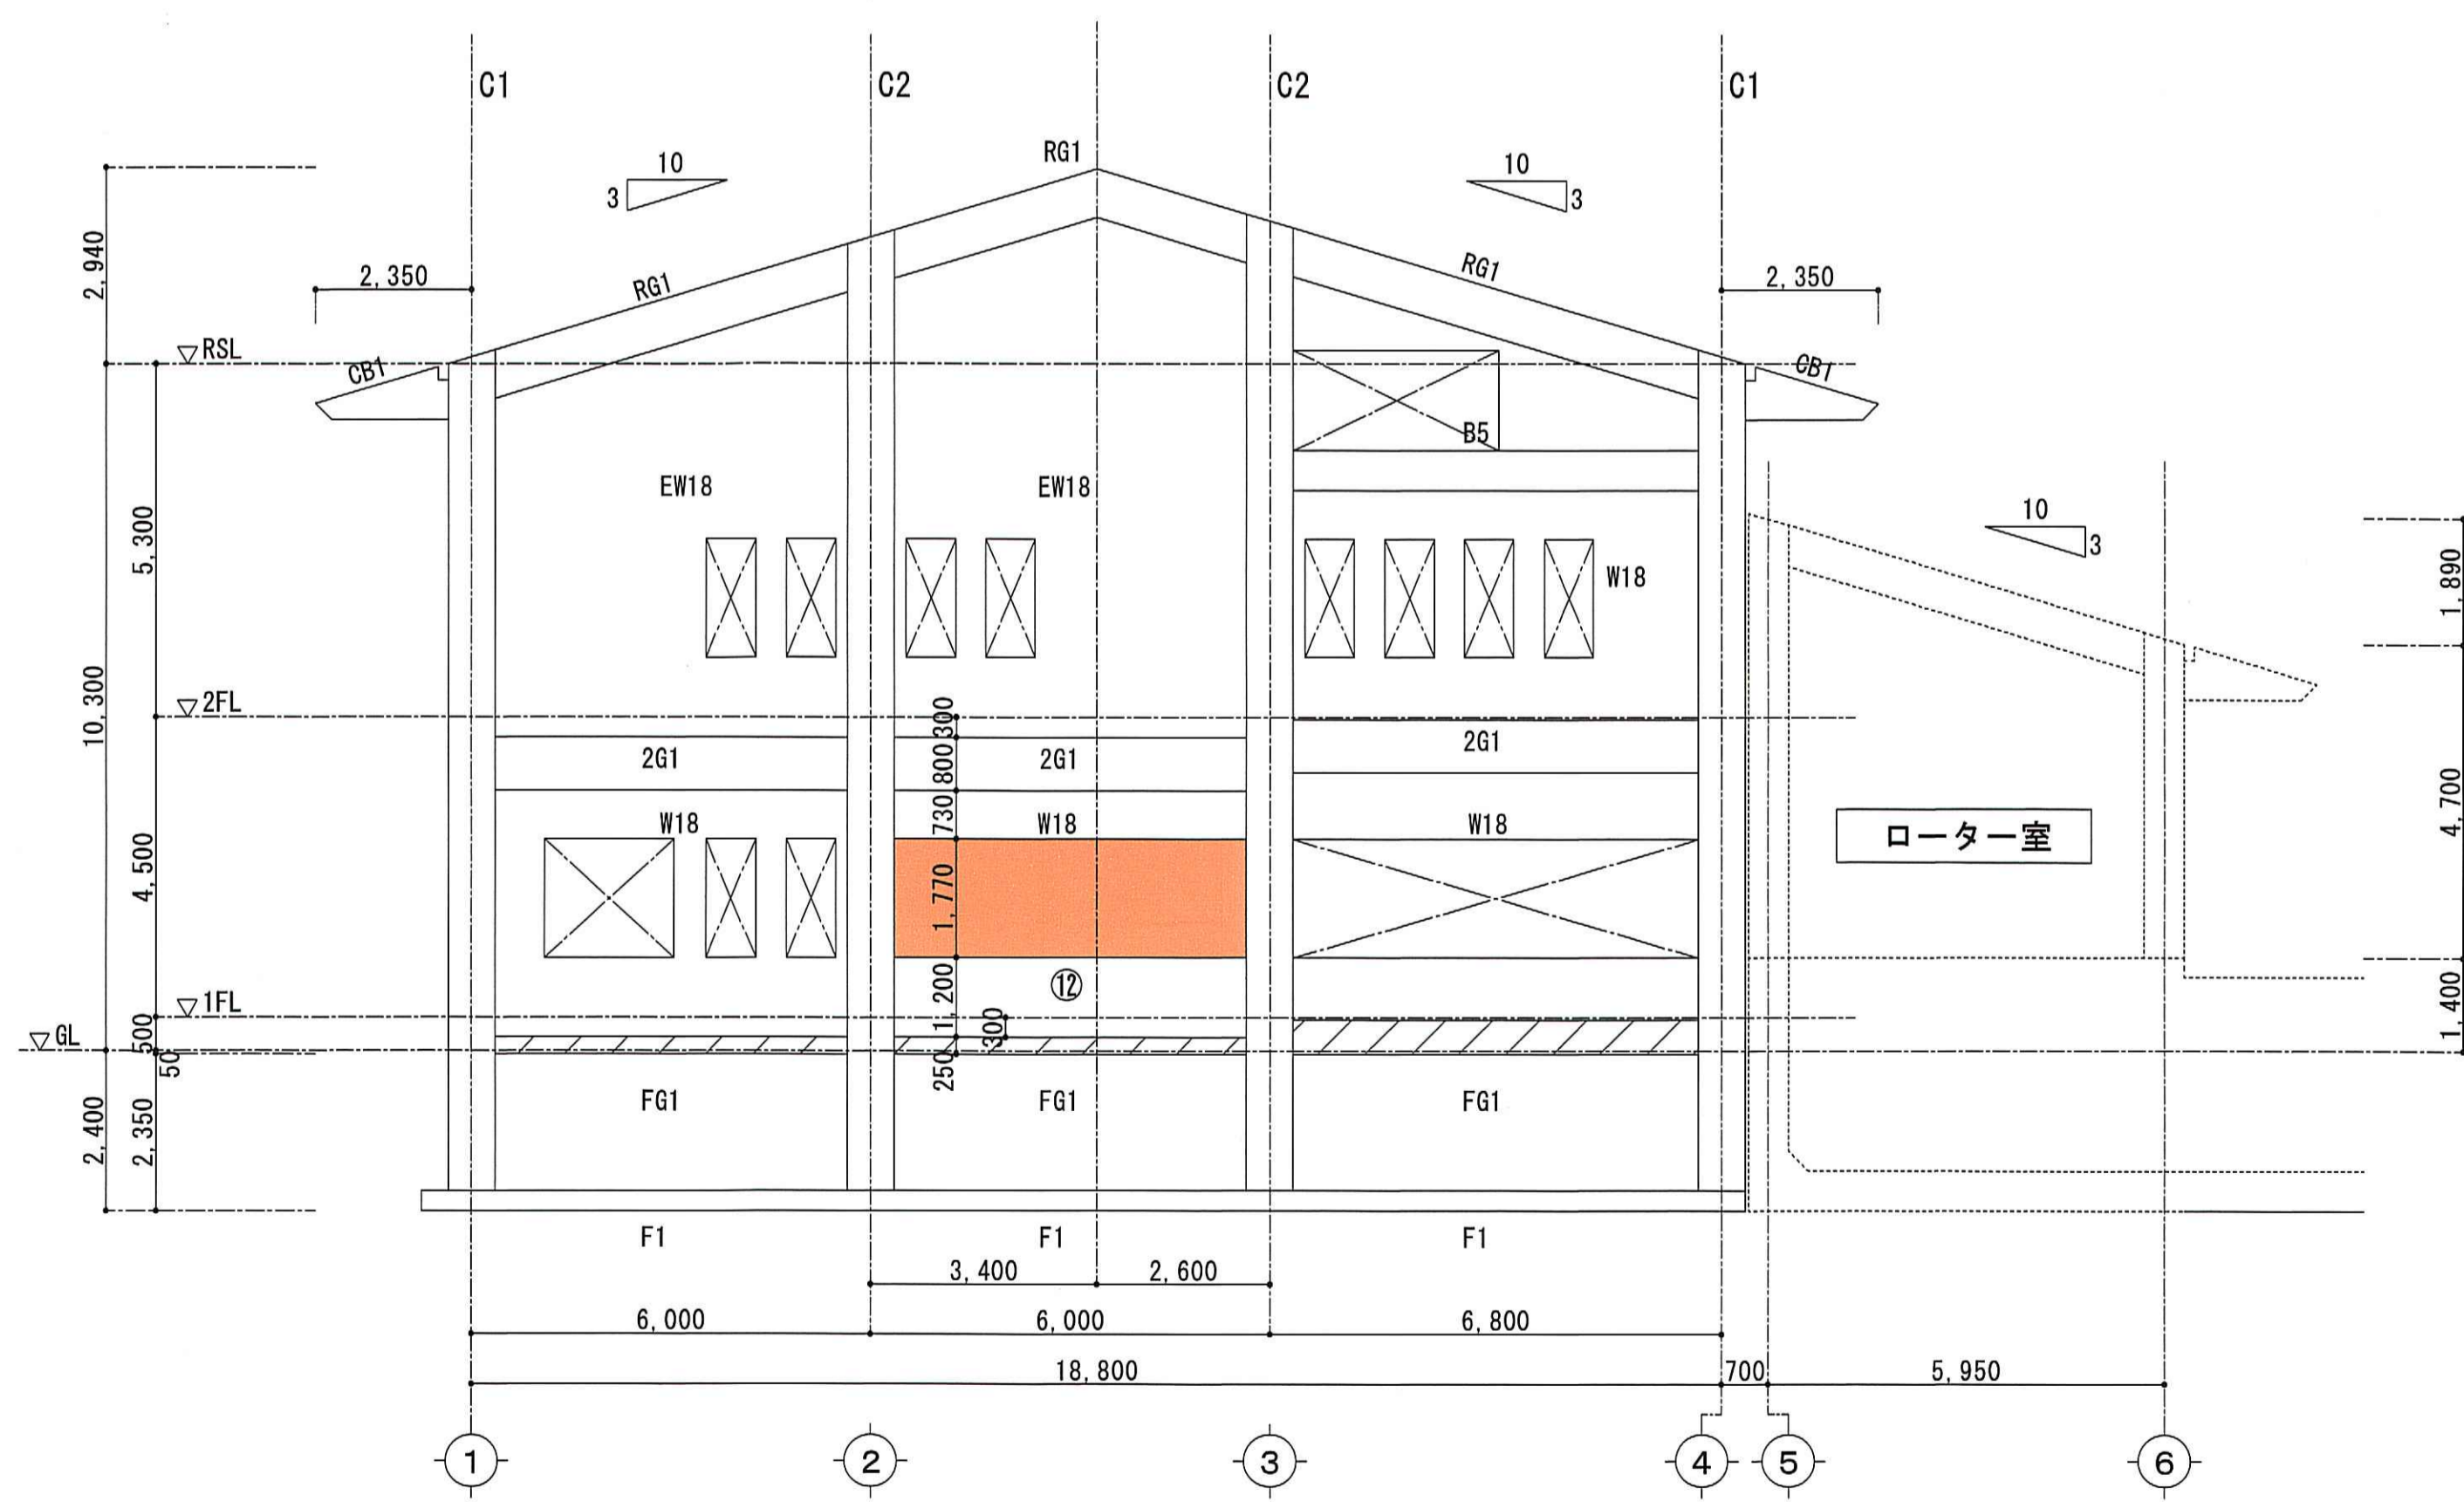 C1
C2
C2
C1
RG1
10
3
10
3
2,940
2,350
RG1
RG1
2,350
RSL
CB1
CB1
B5
EW18
EW18
10
3
5,300
W18
1,890
10,300
2FL
300
2G1
800
2G1
2G1
730
W18
W18
W18
ローター室
4,700
4,500
1,770
1,200
⑫
1FL
300
GL
500
50
250
1,400
FG1
FG1
FG1
2,400
2,350
F1
F1
F1
3,400
2,600
6,000
6,000
6,800
18,800
700
5,950
1
2
3
4
5
6